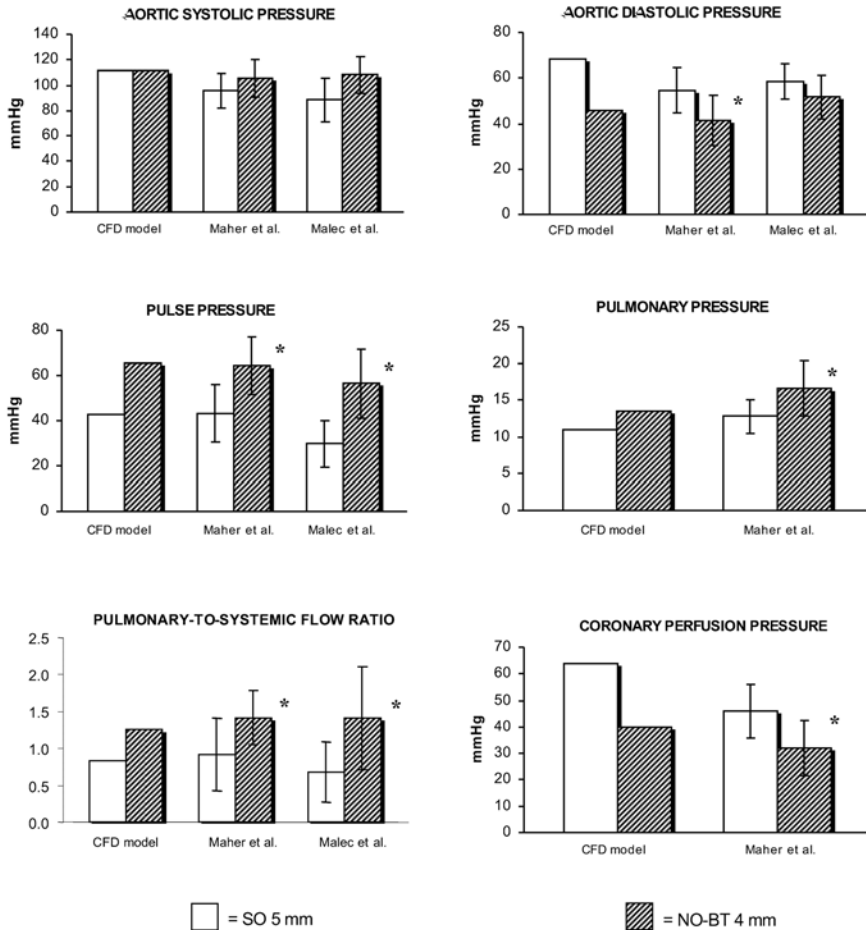 AORTIC SYSTOLIC PRESSURE
140
120
100
80
60
40
20
0
mmHg
CFD model Maher et al. Malec et al.
AORTIC DIASTOLIC PRESSURE
80
60
40
20
0
mmHg
*
CFD model Maher et al. Malec et al.
PULSE PRESSURE
80
60
40
20
0
mmHg
* *
CFD model Maher et al. Malec et al.
PULMONARY PRESSURE
25
20
15
10
5
0
mmHg
*
CFD model Maher et al.
PULMONARY-TO-SYSTEMIC FLOW RATIO
2.5
2.0
1.5
1.0
0.5
0.0
* *
CFD model Maher et al. Malec et al.
CORONARY PERFUSION PRESSURE
70
60
50
40
30
20
10
0
mmHg
*
CFD model Maher et al.
= SO 5 mm
= NO-BT 4 mm